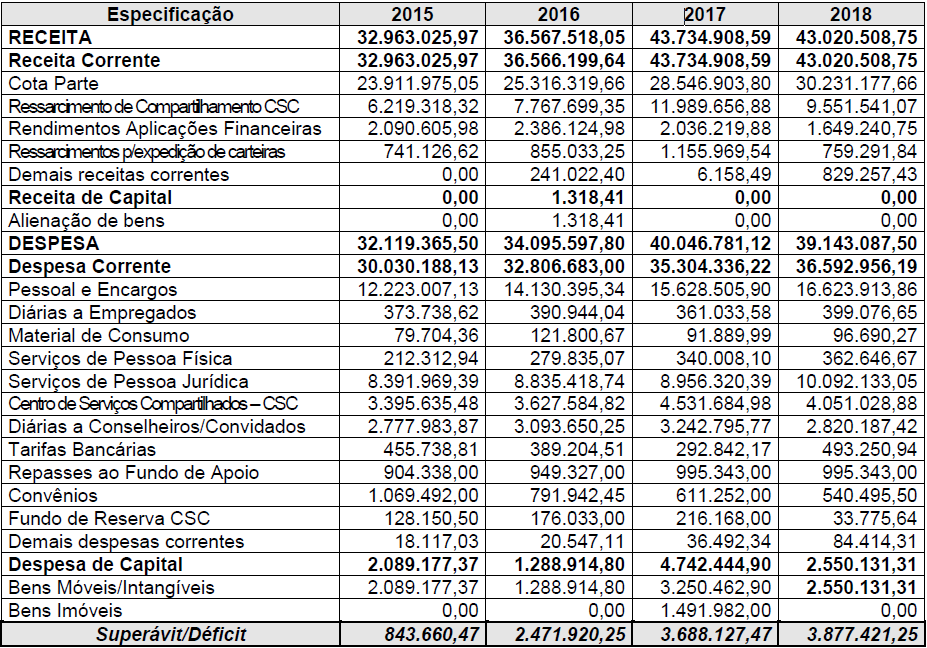 Especificação 2015 2016 2017 2018
RECEITA 32.963.025,97 36.567.518,05 43.734.908,59 43.020.508,75
Receita Corrente 32.963.025,97 36.566.199,64 43.734.908,59 43.020.508,75
Cota Parte 23.911.975,05 25.316.319,66 28.546.903,80 30.231.177,66
Ressarcimento de Compartilhamento CSC 6.219.318,32 7.767.699,35 11.989.656,88 9.551.541,07
Rendimentos Aplicações Financeiras 2.090.605,98 2.386.124,98 2.036.219,88 1.649.240,75
Ressarcimentos p/expedição de carteiras 741.126,62 855.033,25 1.155.969,54 759.291,84
Demais receitas correntes 0,00 241.022,40 6.158,49 829.257,43
Receita de Capital 0,00 1.318,41 0,00 0,00
Alienação de bens 0,00 1.318,41 0,00 0,00
DESPESA 32.119.365,50 34.095.597,80 40.046.781,12 39.143.087,50
Despesa Corrente 30.030.188,13 32.806.683,00 35.304.336,22 36.592.956,19
Pessoal e Encargos 12.223.007,13 14.130.395,34 15.628.505,90 16.623.913,86
Diárias a Empregados 373.738,62 390.944,04 361.033,58 399.076,65
Material de Consumo 79.704,36 121.800,67 91.889,99 96.690,27
Serviços de Pessoa Física 212.312,94 279.835,07 340.008,10 362.646,67
Serviços de Pessoa Jurídica 8.391.969,39 8.835.418,74 8.956.320,39 10.092.133,05
Centro de Serviços Compartilhados – CSC 3.395.635,48 3.627.584,82 4.531.684,98 4.051.028,88
Diárias a Conselheiros/Convidados 2.777.983,87 3.093.650,25 3.242.795,77 2.820.187,42
Tarifas Bancárias 455.738,81 389.204,51 292.842,17 493.250,94
Repasses ao Fundo de Apoio 904.338,00 949.327,00 995.343,00 995.343,00
Convênios 1.069.492,00 791.942,45 611.252,00 540.495,50
Fundo de Reserva CSC 128.150,50 176.033,00 216.168,00 33.775,64
Demais despesas correntes 18.117,03 20.547,11 36.492,34 84.414,31
Despesa de Capital 2.089.177,37 1.288.914,80 4.742.444,90 2.550.131,31
Bens Móveis/Intangíveis 2.089.177,37 1.288.914,80 3.250.462,90 2.550.131,31
Bens Imóveis 0,00 0,00 1.491.982,00 0,00
Superávit/Déficit 843.660,47 2.471.920,25 3.688.127,47 3.877.421,25